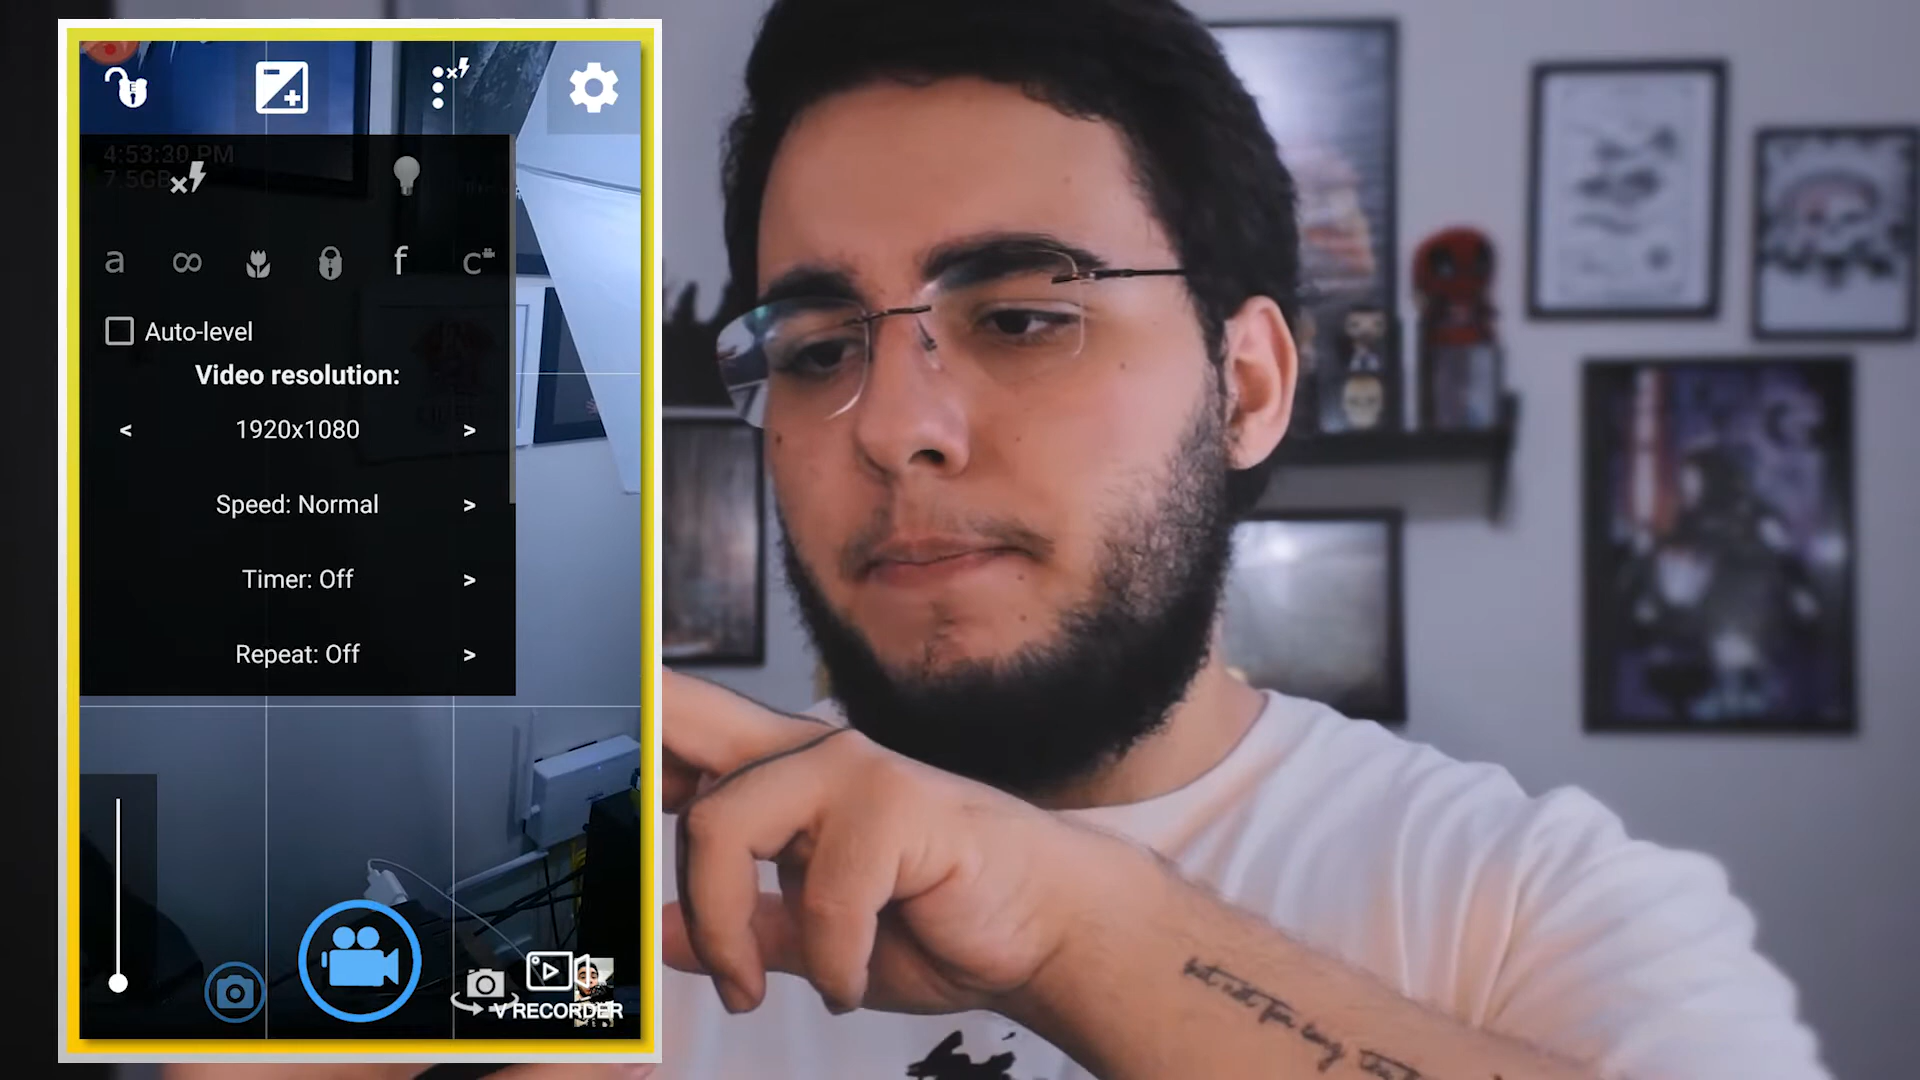 4:53:30 PM
7.5GB
a ∞ f c
Auto-level
Video resolution:
< 1920x1080 >
Speed: Normal >
Timer: Off >
Repeat: Off >
V RECORDER